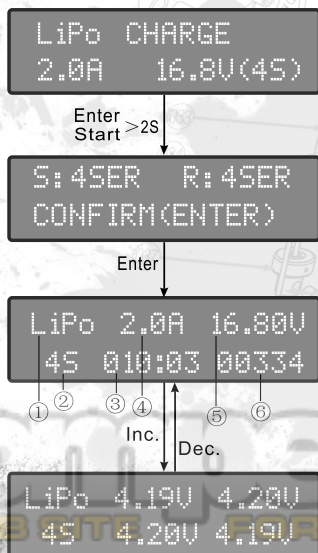 LiPo CHARGE
2.0A 16.8V(4S)
Enter
Start >2S
S:4SER R:4SER
CONFIRM(ENTER)
Enter
LiPo 2.0A 16.80V
4S 010:03 00334
① ② ③ ④ ⑤ ⑥
Inc.
Dec.
LiPo 4.19V 4.20V
4S 4.20V 4.19V